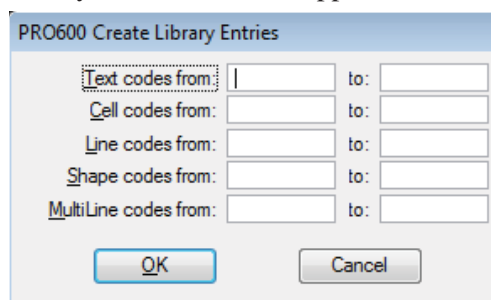 PRO600 Create Library Entries
Text codes from: to:
Cell codes from: to:
Line codes from: to:
Shape codes from: to:
MultiLine codes from: to:
OK Cancel